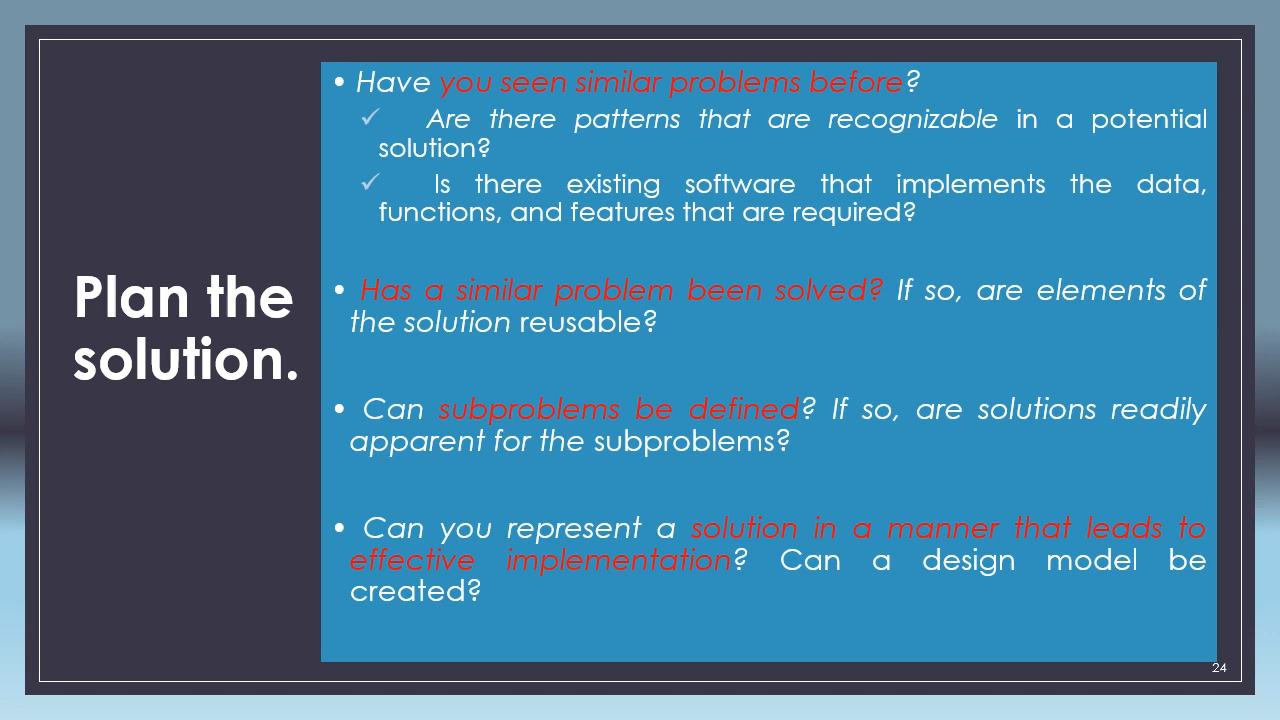 Plan the
solution.
• Have you seen similar problems before?
✓ Are there patterns that are recognizable in a potential
solution?
✓ Is there existing software that implements the data,
functions, and features that are required?
• Has a similar problem been solved? If so, are elements of
the solution reusable?
• Can subproblems be defined? If so, are solutions readily
apparent for the subproblems?
• Can you represent a solution in a manner that leads to
effective implementation? Can a design model be
created?
24